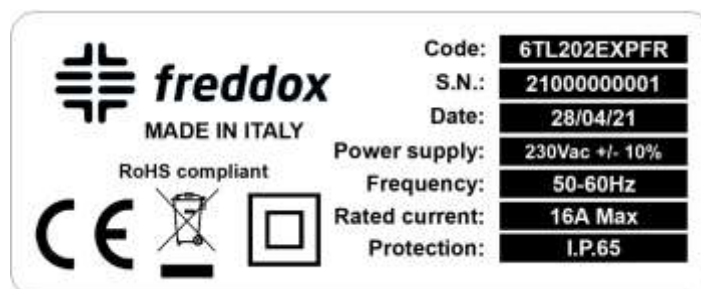 freddox
MADE IN ITALY
RoHS compliant
CE
Code: 6TL202EXPFR
S.N.: 21000000001
Date: 28/04/21
Power supply: 230Vac +/- 10%
Frequency: 50-60Hz
Rated current: 16A Max
Protection: I.P.65